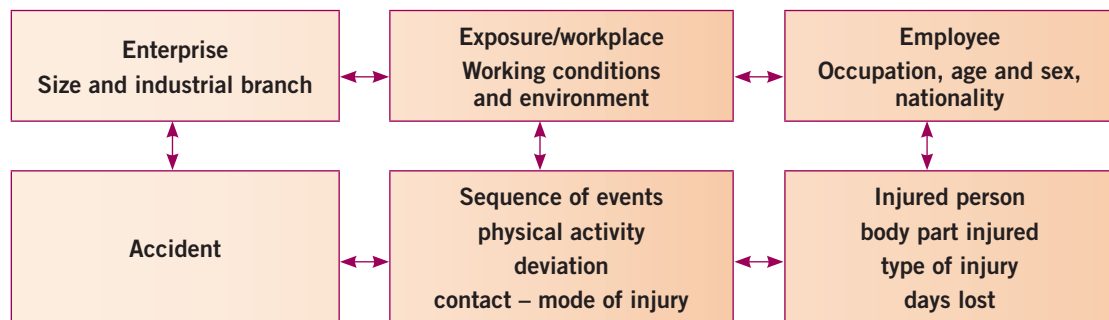 Enterprise
Size and industrial branch
Exposure/workplace
Working conditions
and environment
Employee
Occupation, age and sex,
nationality
Accident
Sequence of events
physical activity
deviation
contact – mode of injury
Injured person
body part injured
type of injury
days lost